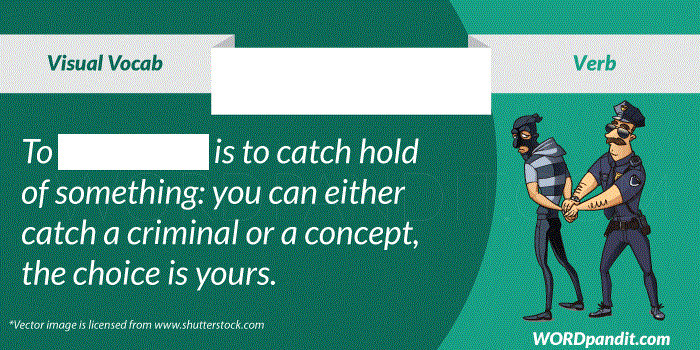 Visual Vocab
Verb
To is to catch hold
of something: you can either
catch a criminal or a concept,
the choice is yours.
*Vector image is licensed from www.shutterstock.com
WORDpandit.com